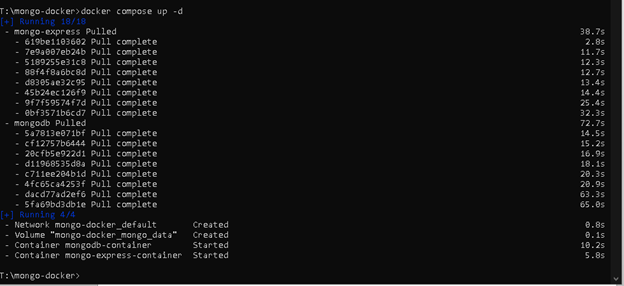 T:\mongo-docker>docker compose up -d
[+] Running 18/18
- mongo-express Pulled 38.7s
- 619be1103602 Pull complete 2.8s
- 7e9a007eb24b Pull complete 11.7s
- 5189255e31c8 Pull complete 12.3s
- 88f4f8a6bc8d Pull complete 12.7s
- d8305ae32c95 Pull complete 13.4s
- 45b24ec126f9 Pull complete 14.4s
- 9f7f59574f7d Pull complete 25.4s
- 0bf3571b6cd7 Pull complete 32.3s
- mongodb Pulled 72.7s
- 5a7813e071bf Pull complete 14.5s
- cf12757b6444 Pull complete 15.2s
- 20cfb5e922d1 Pull complete 16.9s
- d11968535d8a Pull complete 18.1s
- c711ee204b1d Pull complete 20.3s
- 4fc65ca4253f Pull complete 20.9s
- dacd77ad2ef6 Pull complete 63.3s
- 5fa69bd3db1e Pull complete 65.0s
[+] Running 4/4
- Network mongo-docker_default Created 0.8s
- Volume "mongo-docker_mongo_data" Created 0.1s
- Container mongodb-container Started 10.2s
- Container mongo-express-container Started 5.8s
T:\mongo-docker>